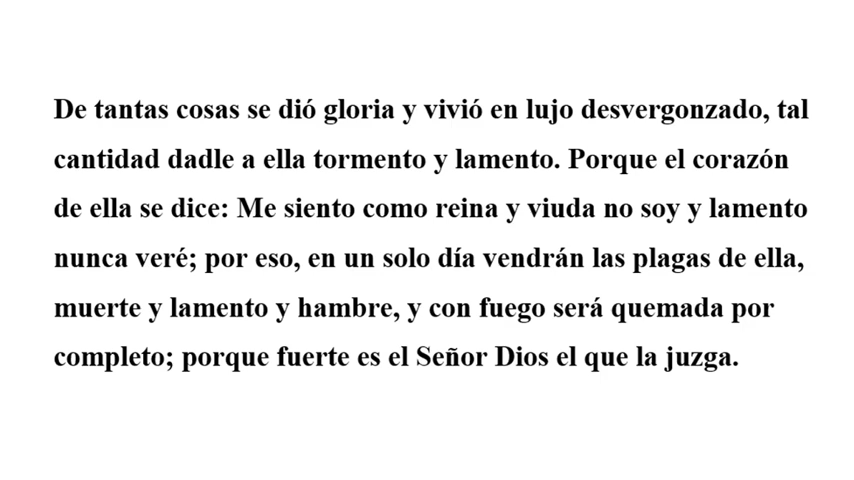 De tantas cosas se dió gloria y vivió en lujo desvergonzado, tal
cantidad dadle a ella tormento y lamento. Porque el corazón
de ella se dice: Me siento como reina y viuda no soy y lamento
nunca veré; por eso, en un solo día vendrán las plagas de ella,
muerte y lamento y hambre, y con fuego será quemada por
completo; porque fuerte es el Señor Dios el que la juzga.